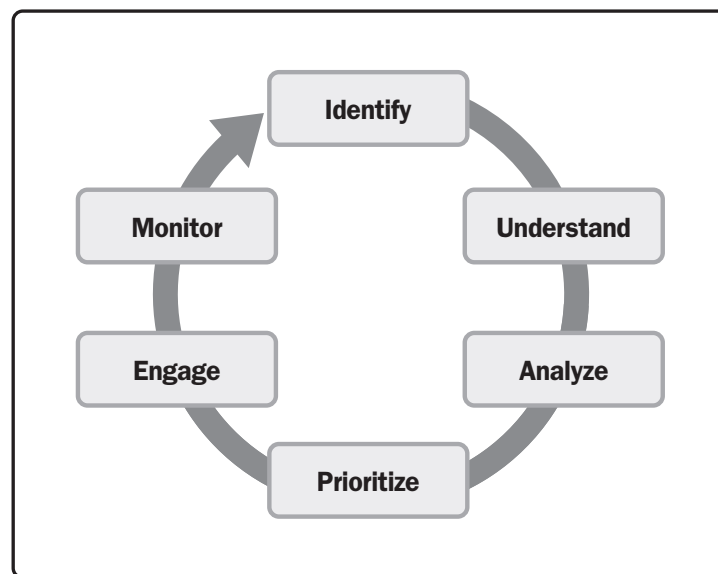 Identify
Understand
Analyze
Prioritize
Engage
Monitor